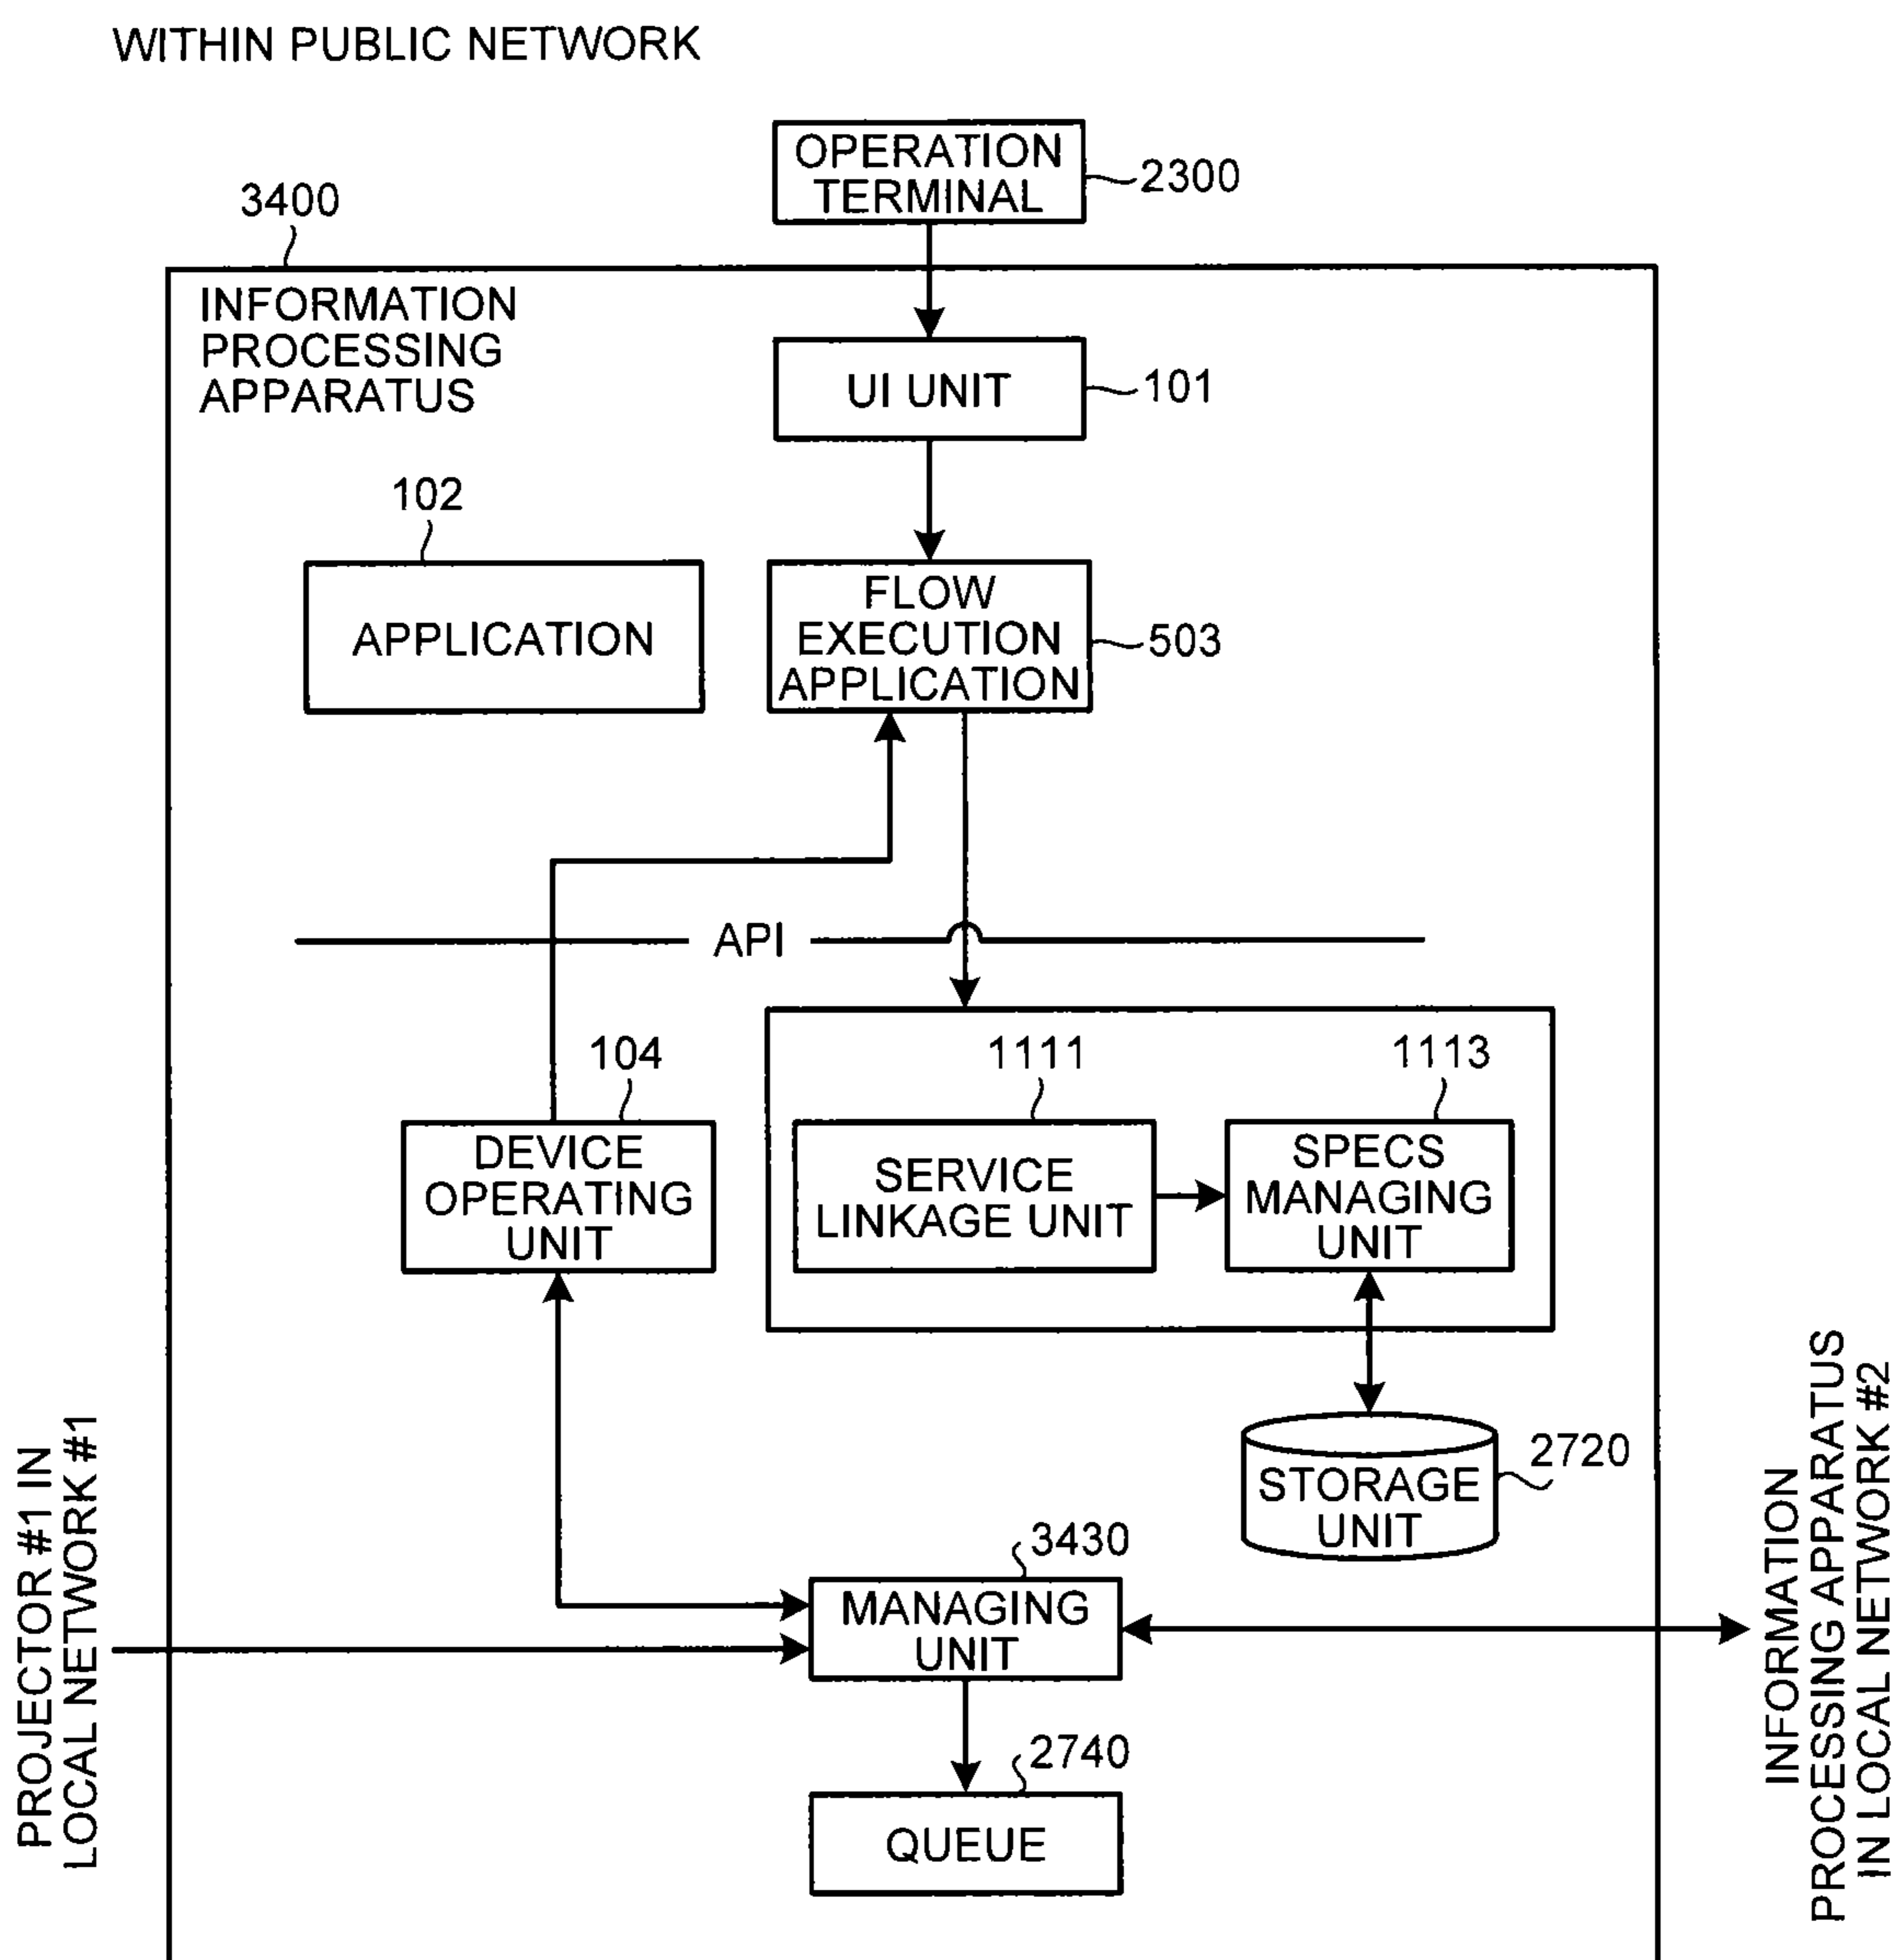 WITHIN PUBLIC NETWORK
OPERATION
TERMINAL
2300
3400
INFORMATION
PROCESSING
APPARATUS
UI UNIT
101
102
APPLICATION
FLOW
EXECUTION
APPLICATION
503
API
104
DEVICE
OPERATING
UNIT
1111
SERVICE
LINKAGE UNIT
1113
SPECS
MANAGING
UNIT
2720
STORAGE
UNIT
PROJECTOR #1 IN
LOCAL NETWORK #1
3430
MANAGING
UNIT
INFORMATION
PROCESSING APPARATUS
IN LOCAL NETWORK #2
2740
QUEUE